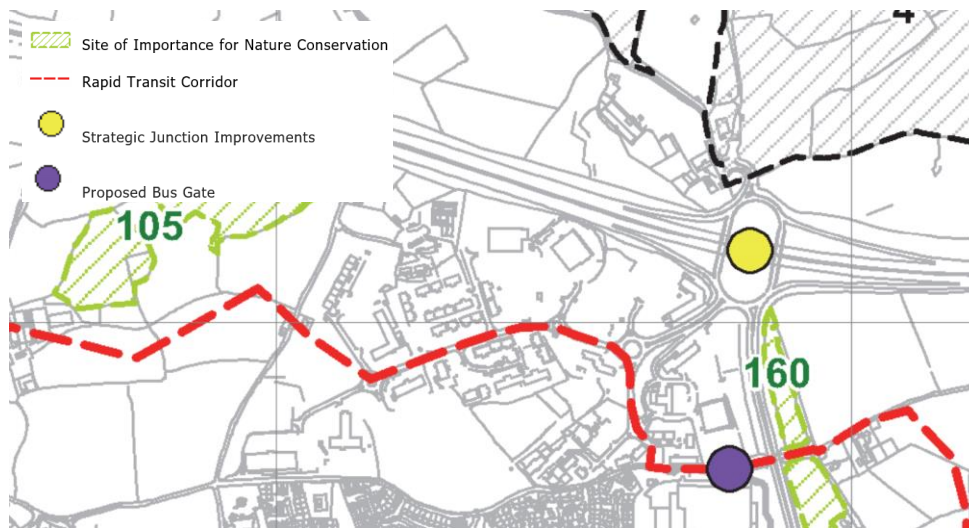 Site of Importance for Nature Conservation
Rapid Transit Corridor
Strategic Junction Improvements
Proposed Bus Gate
4
105
160